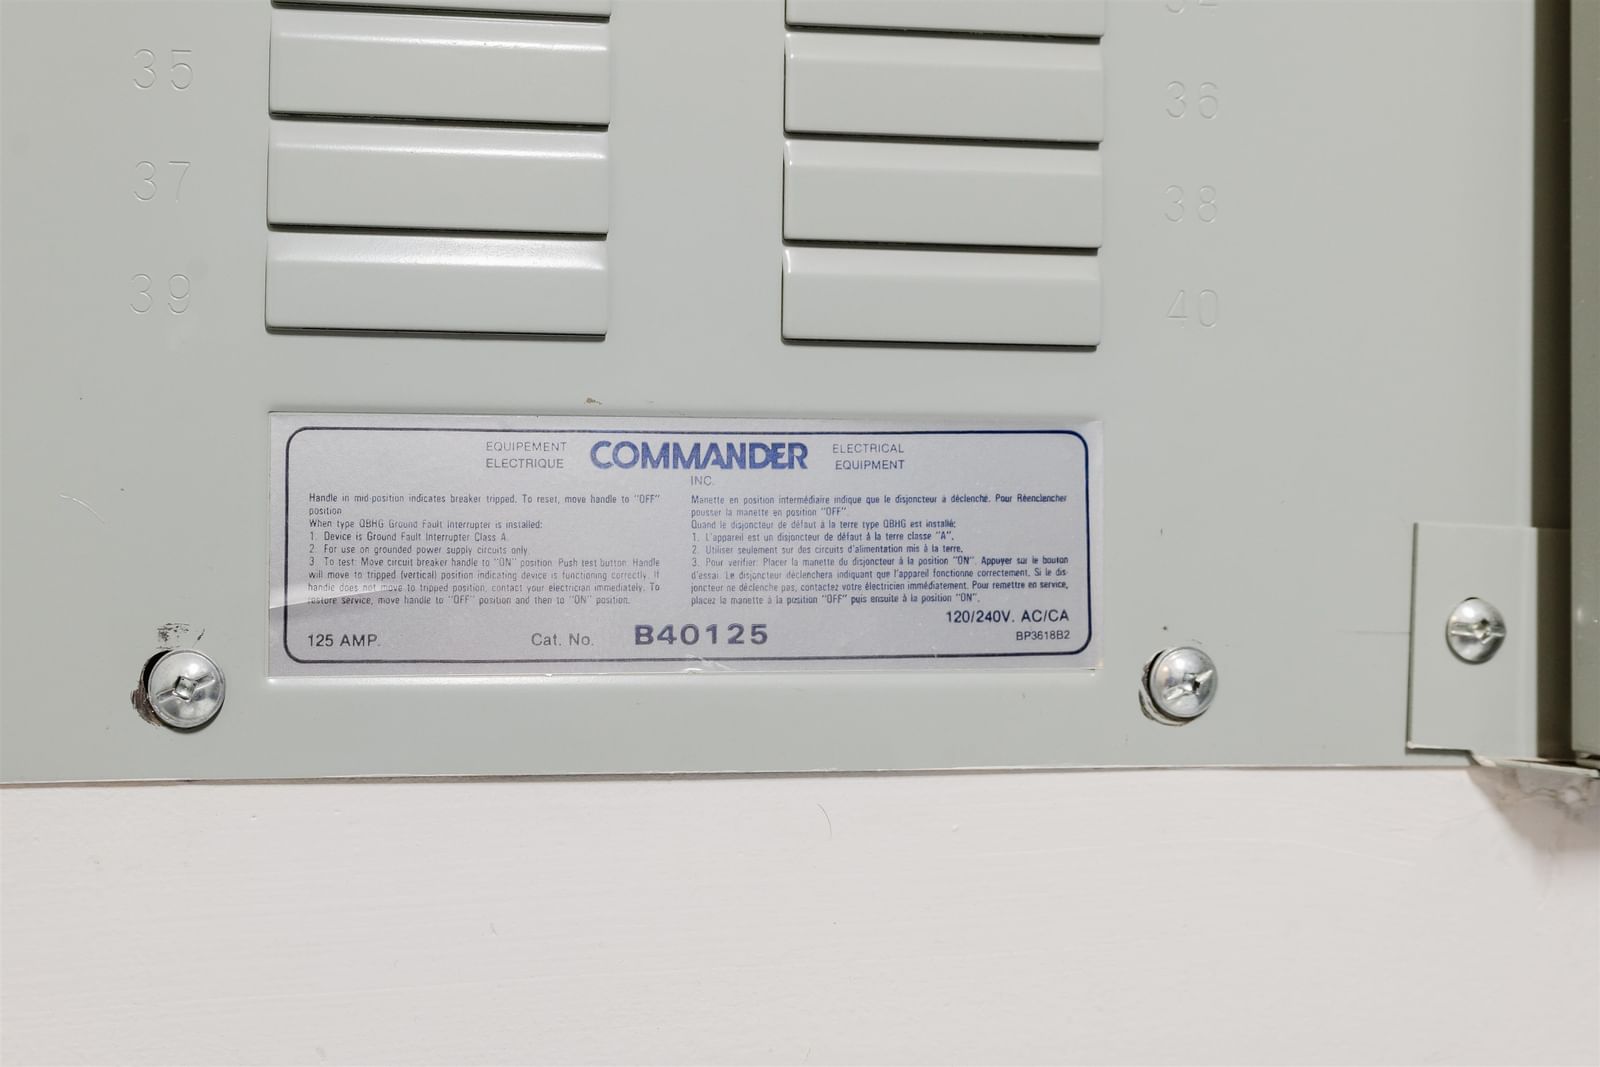 35
36
37
38
39
40
EQUIPEMENT
ELECTRIQUE
COMMANDER
INC.
ELECTRICAL
EQUIPMENT
Handle in mid-position indicates breaker tripped. To reset, move handle to "OFF"
position
When type QBHG Ground Fault Interrupter is installed:
1. Device is Ground Fault Interrupter Class A.
2. For use on grounded power supply circuits only.
3. To test: Move circuit breaker handle to "ON" position. Push test button. Handle
will move to tripped (vertical) position indicating device is functioning correctly. If
handle does not move to tripped position, contact your electrician immediately. To
restore service, move handle to "OFF" position and then to "ON" position.
Manette en position intermédiaire indique que le disjoncteur à déclenché. Pour Réenclencher
pousser la manette en position "OFF".
Quand le disjoncteur de défaut à la terre type QBHG est installé:
1. L'appareil est un disjoncteur de défaut à la terre classe "A".
2. Utiliser seulement sur des circuits d'alimentation mis à la terre.
3. Pour verifier: Placer la manette du disjoncteur à la position "ON". Appuyer sur le bouton
d'essai. Le disjoncteur déclenchera indiquant que l'appareil fonctionne correctement. Si le dis-
joncteur ne déclenche pas, contactez votre électricien immédiatement. Pour remettre en service,
placez la manette à la position "OFF" puis ensuite à la position "ON".
120/240V. AC/CA
125 AMP.
Cat. No. B40125
BP3618B2